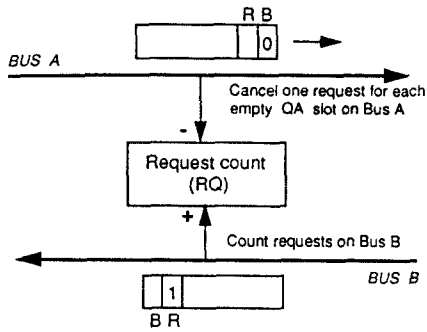 R B
0
BUS A
Cancel one request for each
empty QA slot on Bus A
-
Request count
(RQ)
+
Count requests on Bus B
BUS B
1
B R